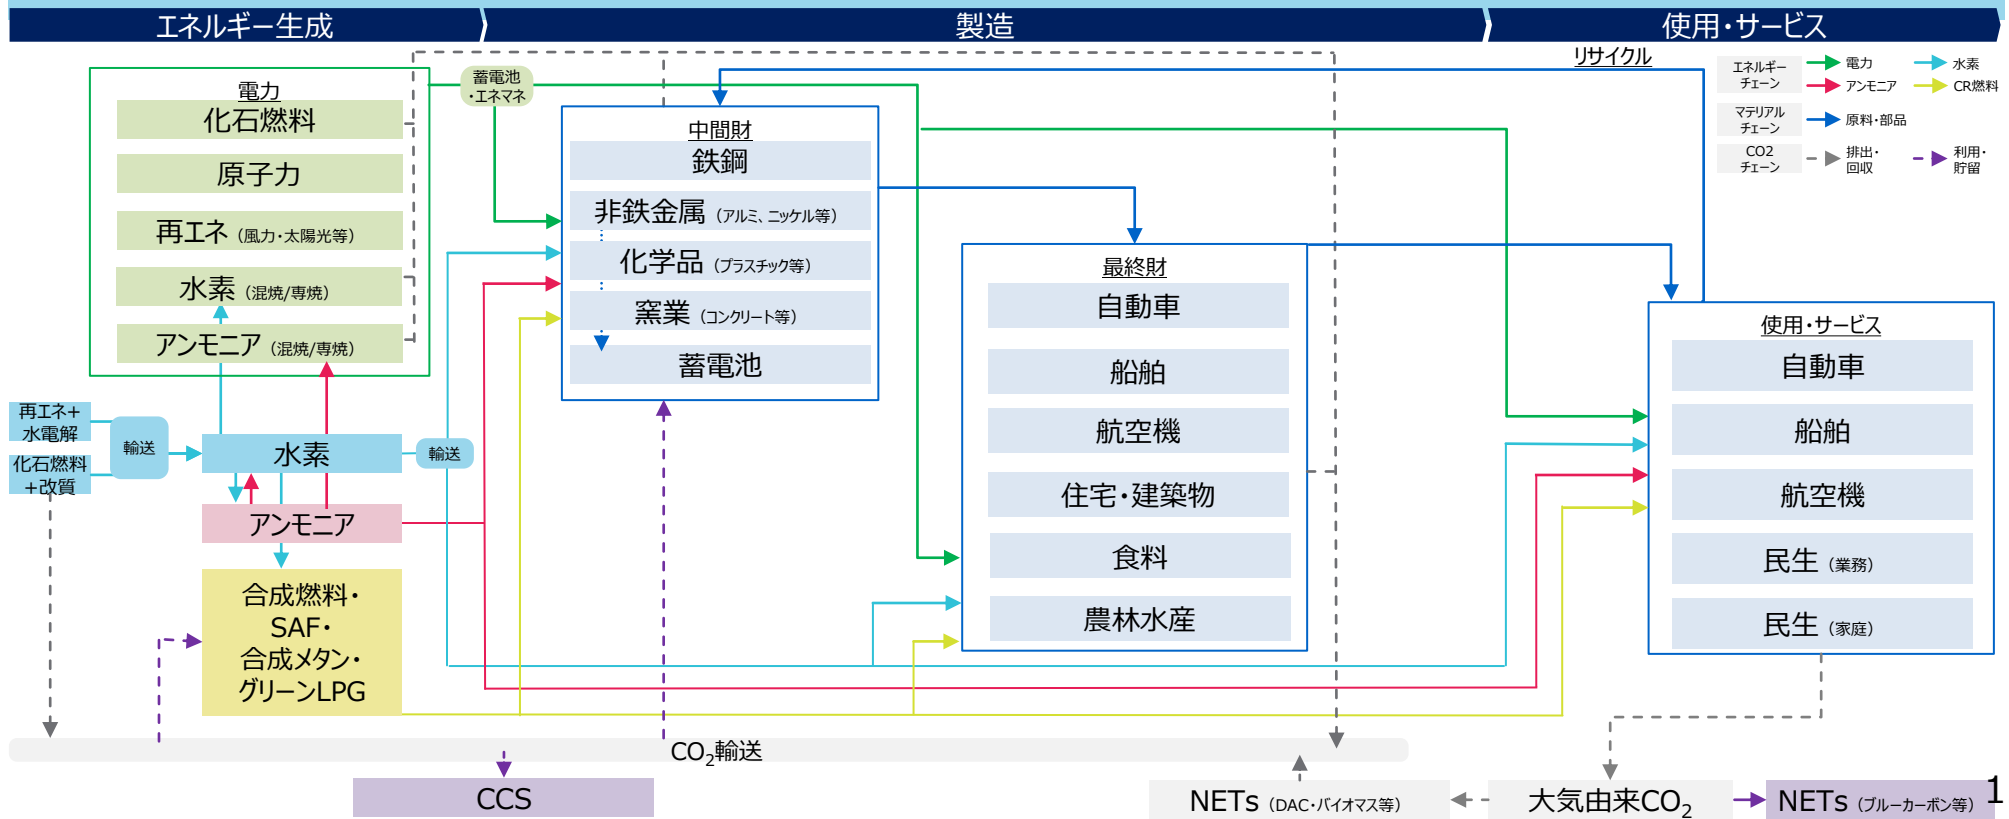 エネルギー生成
製造
使用・サービス
リサイクル
エネルギー
チェーン
電力
水素
アンモニア
CR燃料
マテリアル
チェーン
原料・部品
CO2
チェーン
排出・
回収
利用・
貯留
電力
化石燃料
原子力
再エネ（風力・太陽光等）
水素（混焼/専焼）
アンモニア（混焼/専焼）
蓄電池
・エネマネ
再エネ+
水電解
化石燃料
+改質
輸送
水素
輸送
アンモニア
合成燃料・
SAF・
合成メタン・
グリーンLPG
中間財
鉄鋼
非鉄金属（アルミ、ニッケル等）
化学品（プラスチック等）
窯業（コンクリート等）
蓄電池
最終財
自動車
船舶
航空機
住宅・建築物
食料
農林水産
使用・サービス
自動車
船舶
航空機
民生（業務）
民生（家庭）
CO2輸送
CCS
NETs（DAC・バイオマス等）
大気由来CO2
NETs（ブルーカーボン等）
1